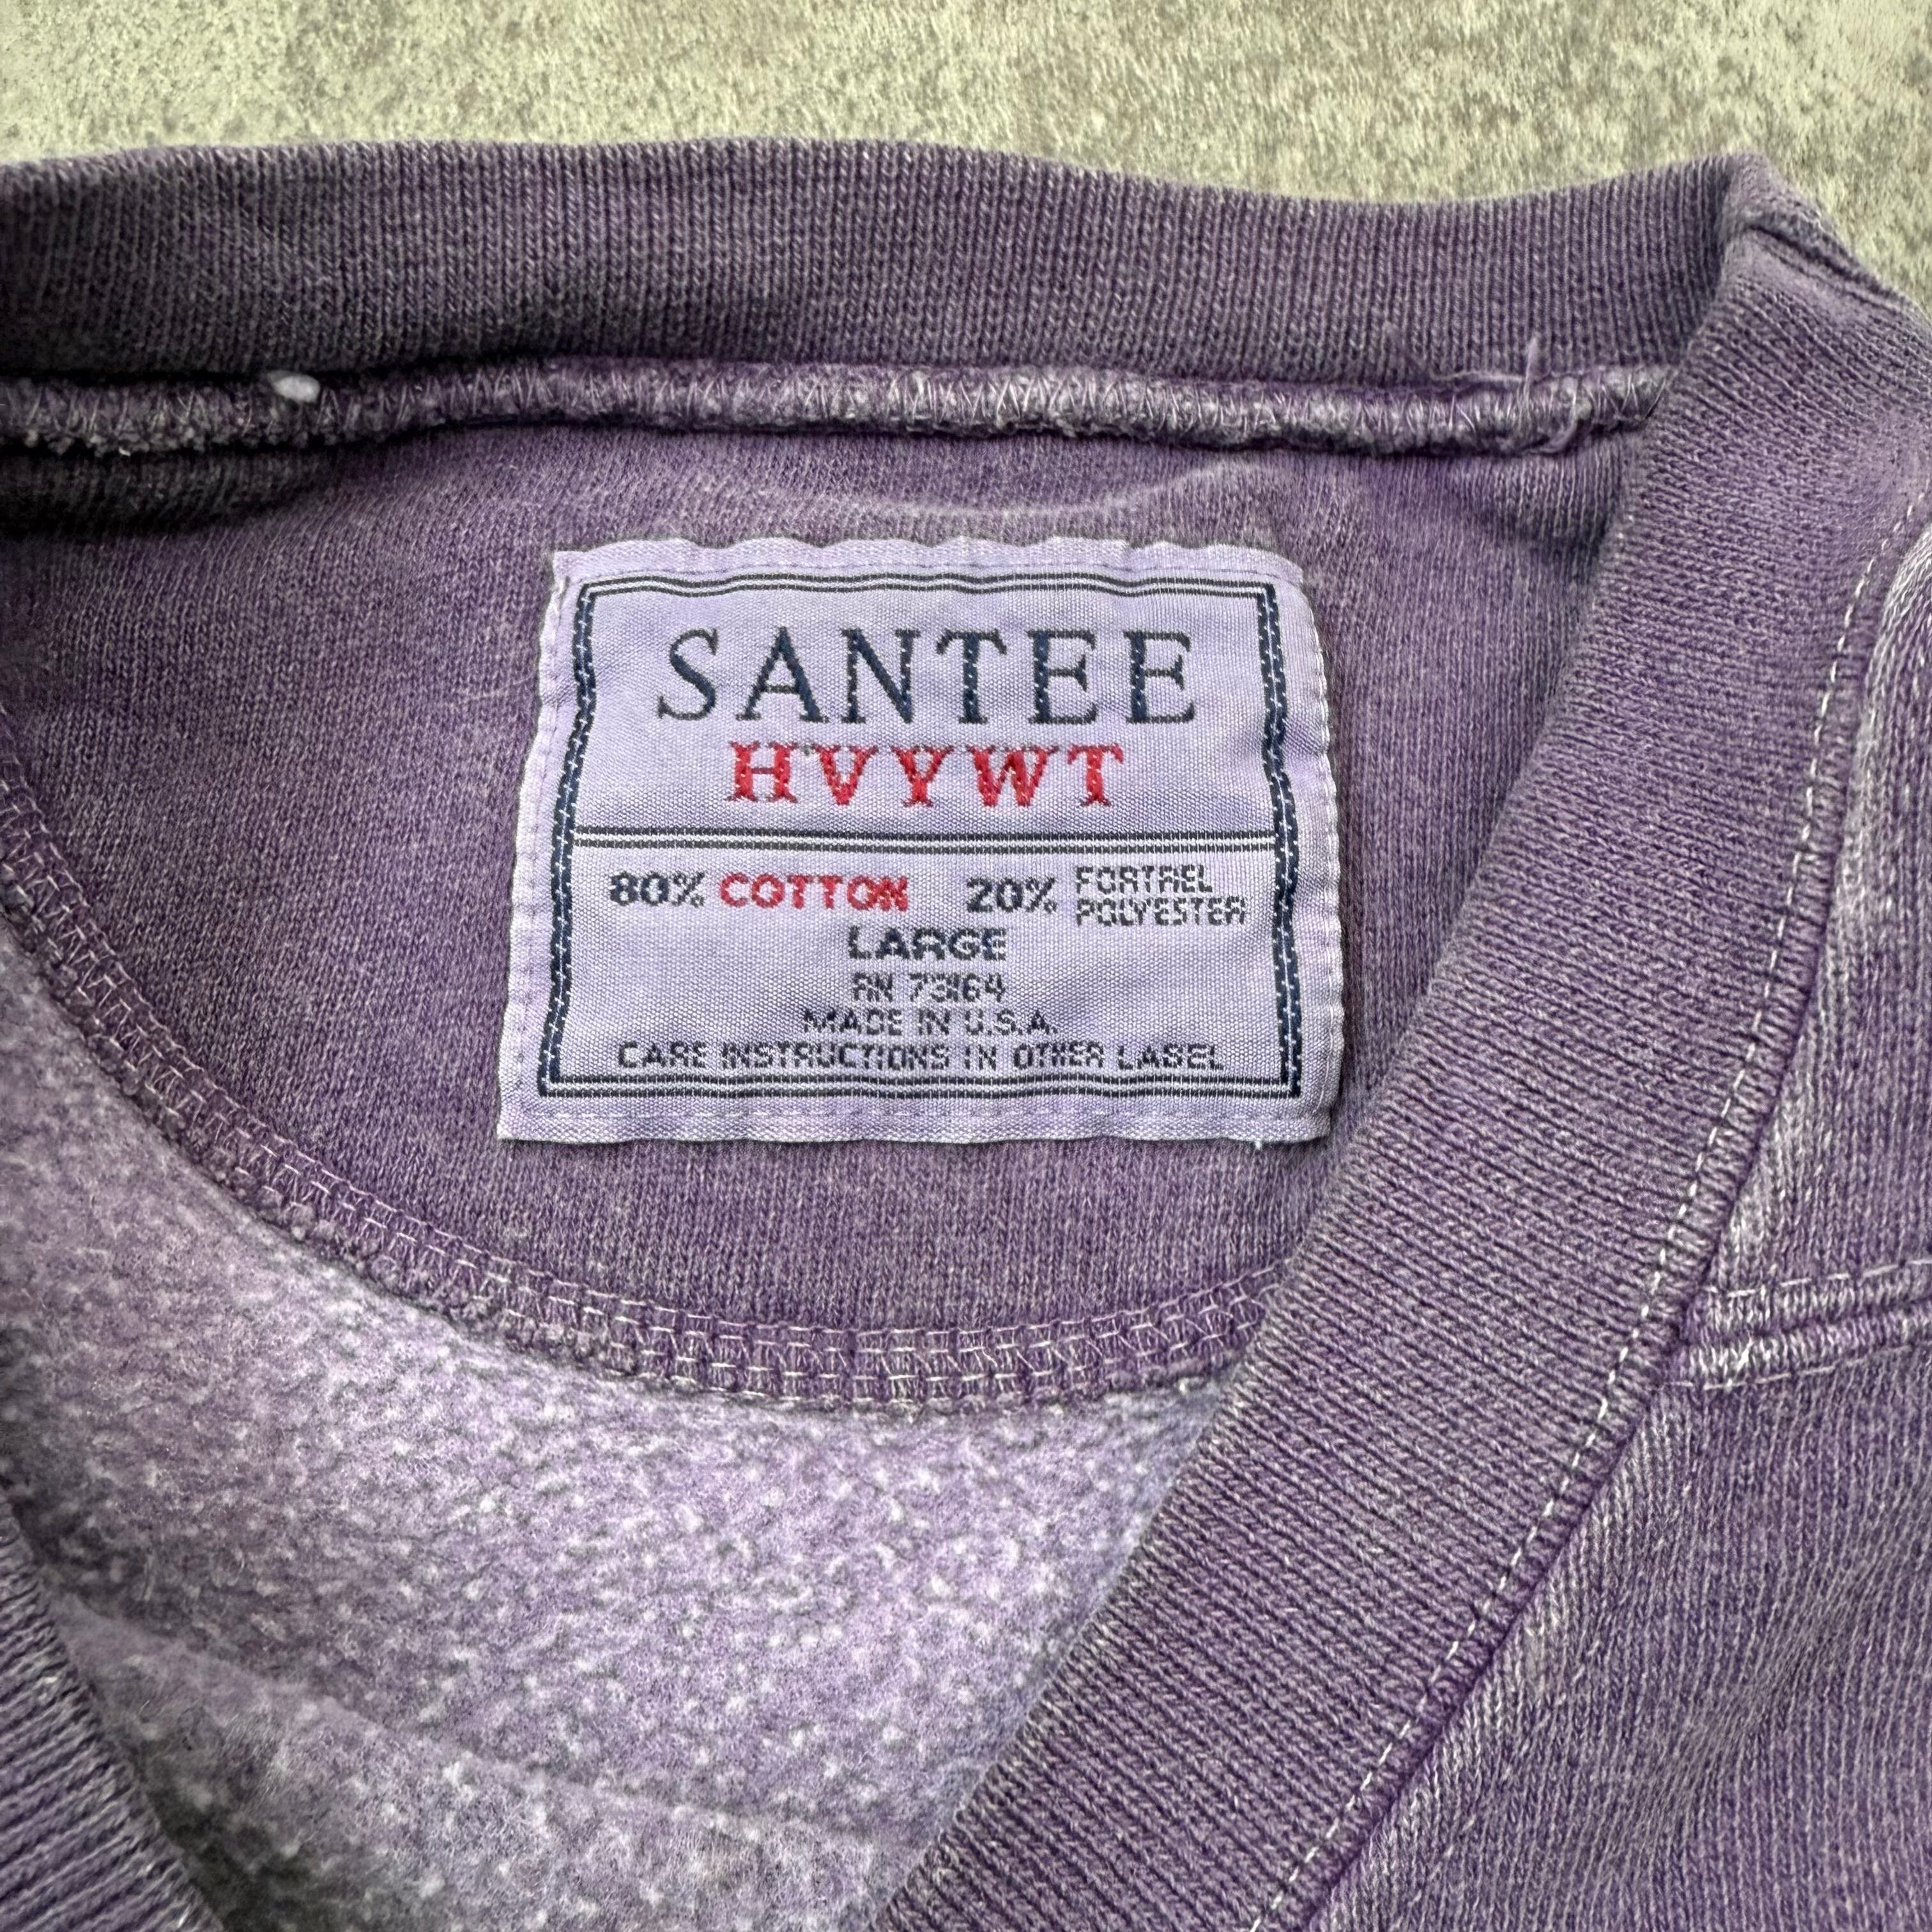 SANTEE
HVYWT
80% COTTON 20% FORTREL POLYESTER
LARGE
RN 73164
MADE IN U.S.A.
CARE INSTRUCTIONS IN OTHER LABEL